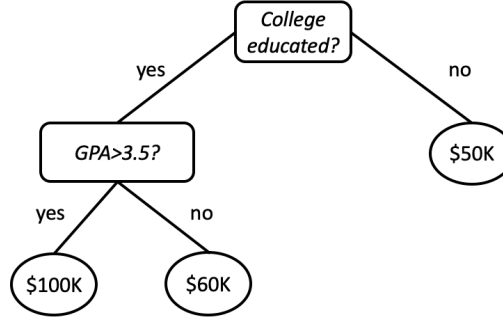 College
educated?
yes
no
GPA>3.5?
$50K
yes
no
$100K
$60K